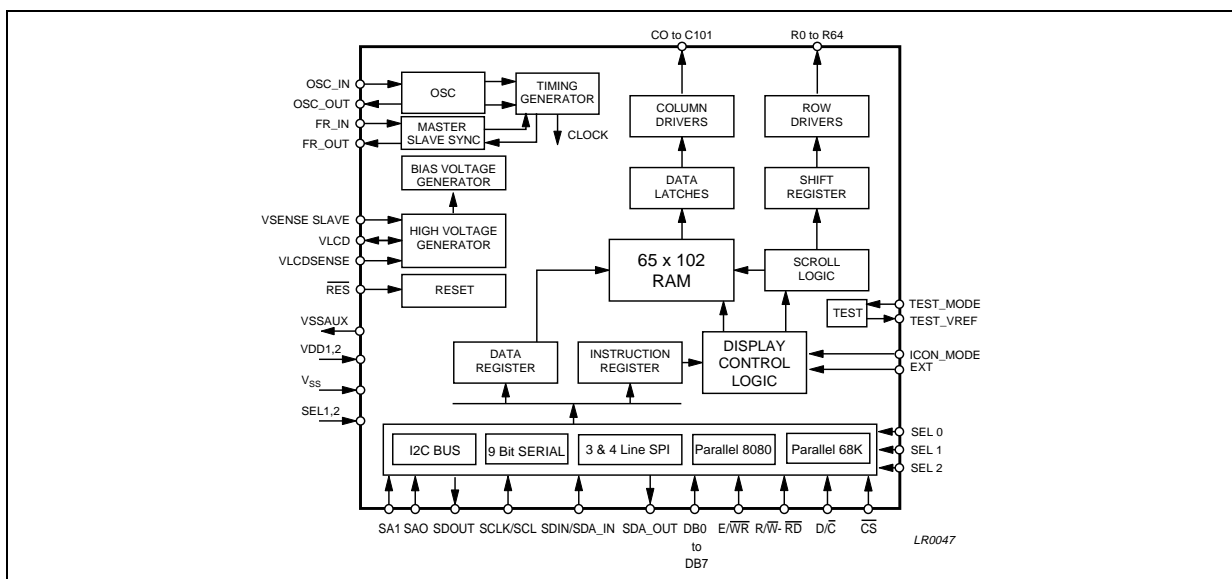 CO to C101
R0 to R64
OSC_IN
OSC_OUT
FR_IN
FR_OUT
OSC
TIMING
GENERATOR
MASTER
SLAVE SYNC
CLOCK
COLUMN
DRIVERS
ROW
DRIVERS
BIAS VOLTAGE
GENERATOR
DATA
LATCHES
SHIFT
REGISTER
VSENSE SLAVE
VLCD
VLCDSENSE
HIGH VOLTAGE
GENERATOR
65 x 102
RAM
SCROLL
LOGIC
RES
RESET
TEST
TEST_MODE
TEST_VREF
VSSAUX
VDD1,2
VSS
SEL1,2
DATA
REGISTER
INSTRUCTION
REGISTER
DISPLAY
CONTROL
LOGIC
ICON_MODE
EXT
I2C BUS
9 Bit SERIAL
3 & 4 Line SPI
Parallel 8080
Parallel 68K
SEL 0
SEL 1
SEL 2
SA1 SAO SDOUT SCLK/SCL SDIN/SDA_IN SDA_OUT DB0 E/W̅R̅ R/W̅- R̅D̅ D/C̅ C̅S̅
to
DB7
LR0047